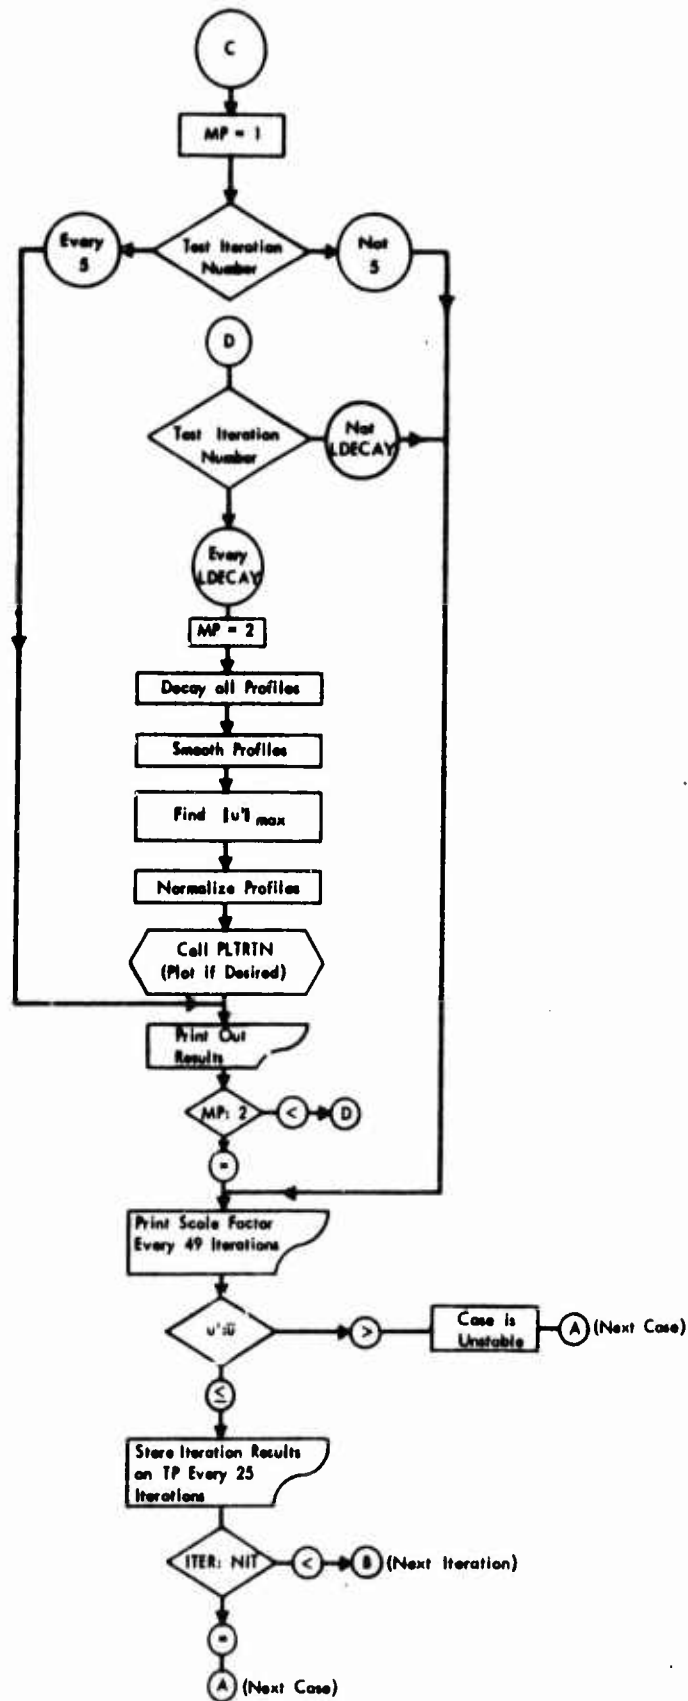 C
MP = 1
Every
5
Test Iteration
Number
Not
5
D
Test Iteration
Number
Not
LDECAY
Every
LDECAY
MP = 2
Decay all Profiles
Smooth Profiles
Find |u'| max
Normalize Profiles
Call PLTRTN
(Plot if Desired)
Print Out
Results
MP: 2
<
D
=
Print Scale Factor
Every 49 Iterations
u':ū
>
Case is
Unstable
A (Next Case)
≤
Store Iteration Results
on TP Every 25
Iterations
ITER: NIT
<
B (Next Iteration)
=
A (Next Case)